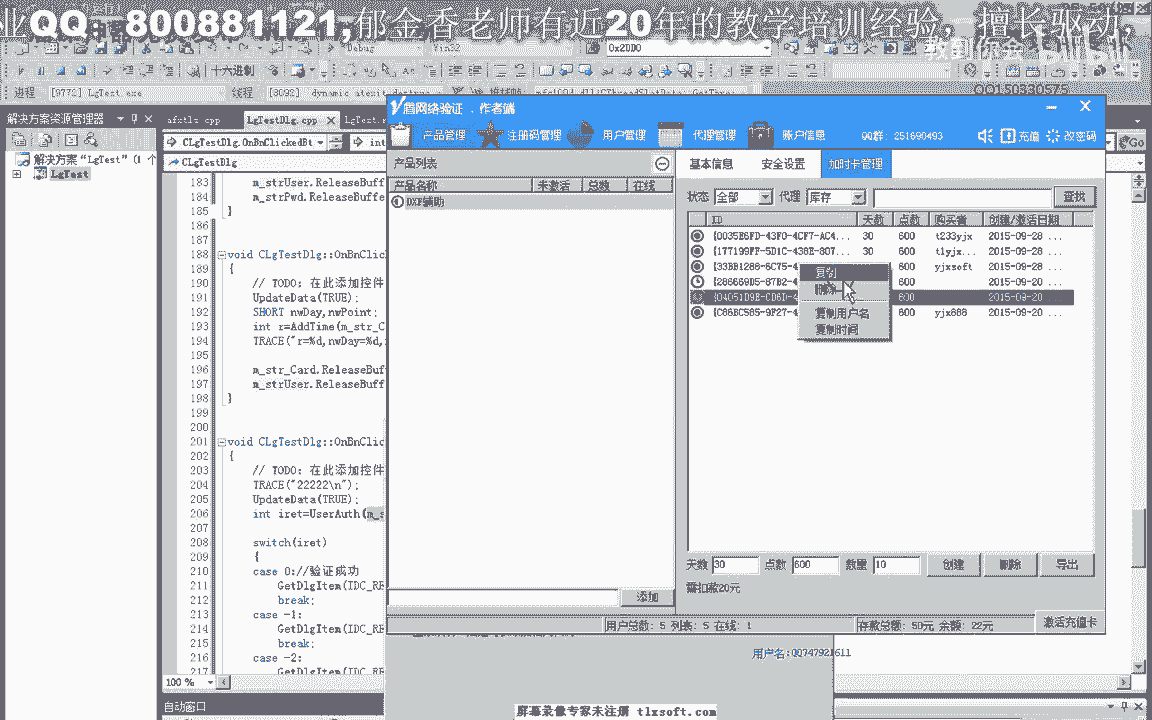 业QQ：800881121,郁金香老师有近20年的教学培训经验，擅长驱动，
Debug
Win32
0x2DD0
十六进制
QQ150330575
进程 [9772] LgTest.exe 线程
解决方案资源管理器
解决方案“LgTest”(1 个
LgTest
afxtls.cpp LgTestDlg.cpp LgTest.r
CLgTestDlg.OnBnClickedBt int
CLgTestDlg
Go
183 m_strUser.ReleaseBuff
184 m_strPwd.ReleaseBuffe
185 }
186
187
188 void CLgTestDlg::OnBnClick
189 {
190 // TODO: 在此添加控件
191 UpdateData(TRUE);
192 SHORT nwDay,nwPoint;
193 int r=AddTime(m_str_C
194 TRACE("r=%d,nwDay=%d,
195
196 m_str_Card.ReleaseBuf
197 m_strUser.ReleaseBuff
198 }
199
200
201 void CLgTestDlg::OnBnClic
202 {
203 // TODO: 在此添加控件
204 TRACE("22222\n");
205 UpdateData(TRUE);
206 int iret=UserAuth(m_s
207
208 switch(iret)
209 {
210 case 0://验证成功
211 GetDlgItem(IDC_RE
212 break;
213 case -1:
214 GetDlgItem(IDC_RE
215 break;
216 case -2:
217 GetDlgItem(IDC_RE
100 %
自动窗口
盾网络验证 . 作者
产品管理 注册码管理 用户管理 代理管理 账户信息 QQ群: 251690493 充值 改密码
产品列表
产品名称 未激活 总数 在线
DXF辅助
添加
基本信息 安全设置 加时卡管理
状态 全部 代理 库存 查找
ID 天数 点数 购买者 创建/激活日期
{0035E6FD-43F0-4CF7-AC4... 30 600 t233yjx 2015-09-28 ...
{177199FF-5D1C-438E-807... 30 600 t1yjx... 2015-09-28 ...
{33BB1288-6C75-4 600 yjxsoft 2015-09-28 ...
{286669D5-87B2-4 600 2015-09-20 ...
{04051D9E-CD6D-4 600 2015-09-20 ...
{C86BC585-9F27-4 600 yjx688 2015-09-20 ...
复制
删除
复制用户名
复制时间
天数 30 点数 600 数量 10 创建 删除 导出
需扣款20元
用户总数: 5 列表: 5 在线: 1 存款总额: 50元 余额: 22元 激活充值卡
用户名:QQ747921611
屏幕录像专家未注册 tlxsoft.com